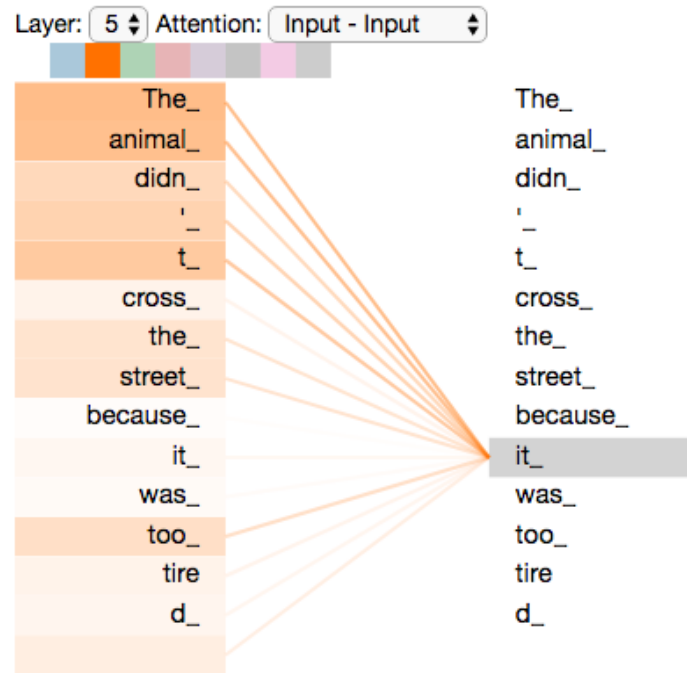 Layer: 5 Attention: Input - Input
The_ The_
animal_ animal_
didn_ didn_
'_ '_
t_ t_
cross_ cross_
the_ the_
street_ street_
because_ because_
it_ it_
was_ was_
too_ too_
tire tire
d_ d_